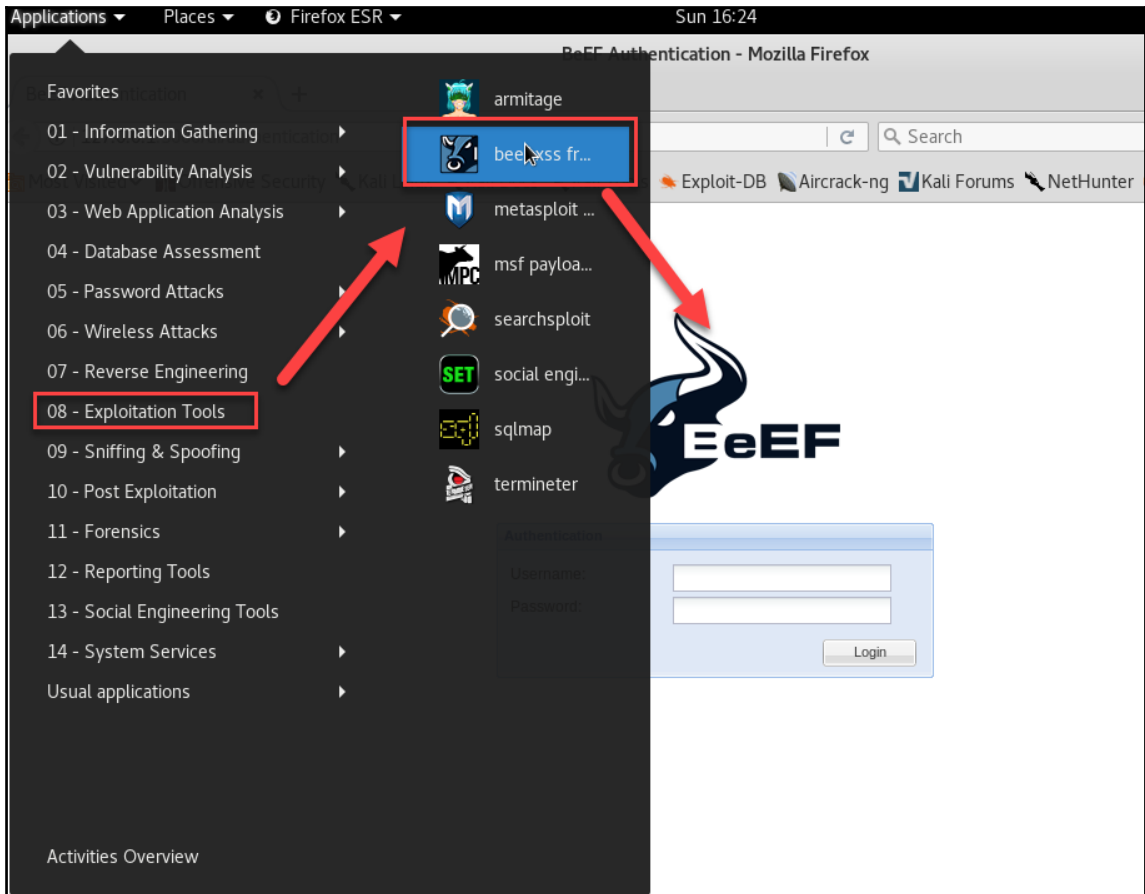 Applications Places Firefox ESR Sun 16:24
BeEF Authentication - Mozilla Firefox
Favorites
01 - Information Gathering
02 - Vulnerability Analysis
03 - Web Application Analysis
04 - Database Assessment
05 - Password Attacks
06 - Wireless Attacks
07 - Reverse Engineering
08 - Exploitation Tools
09 - Sniffing & Spoofing
10 - Post Exploitation
11 - Forensics
12 - Reporting Tools
13 - Social Engineering Tools
14 - System Services
Usual applications
Activities Overview
armitage
xss fr...
metasploit ...
msf payloa...
MPC
searchsploit
SET social engi...
sqlmap
termineter
Search
Exploit-DB Aircrack-ng Kali Forums NetHunter
BeEF
Authentication
Username:
Password:
Login